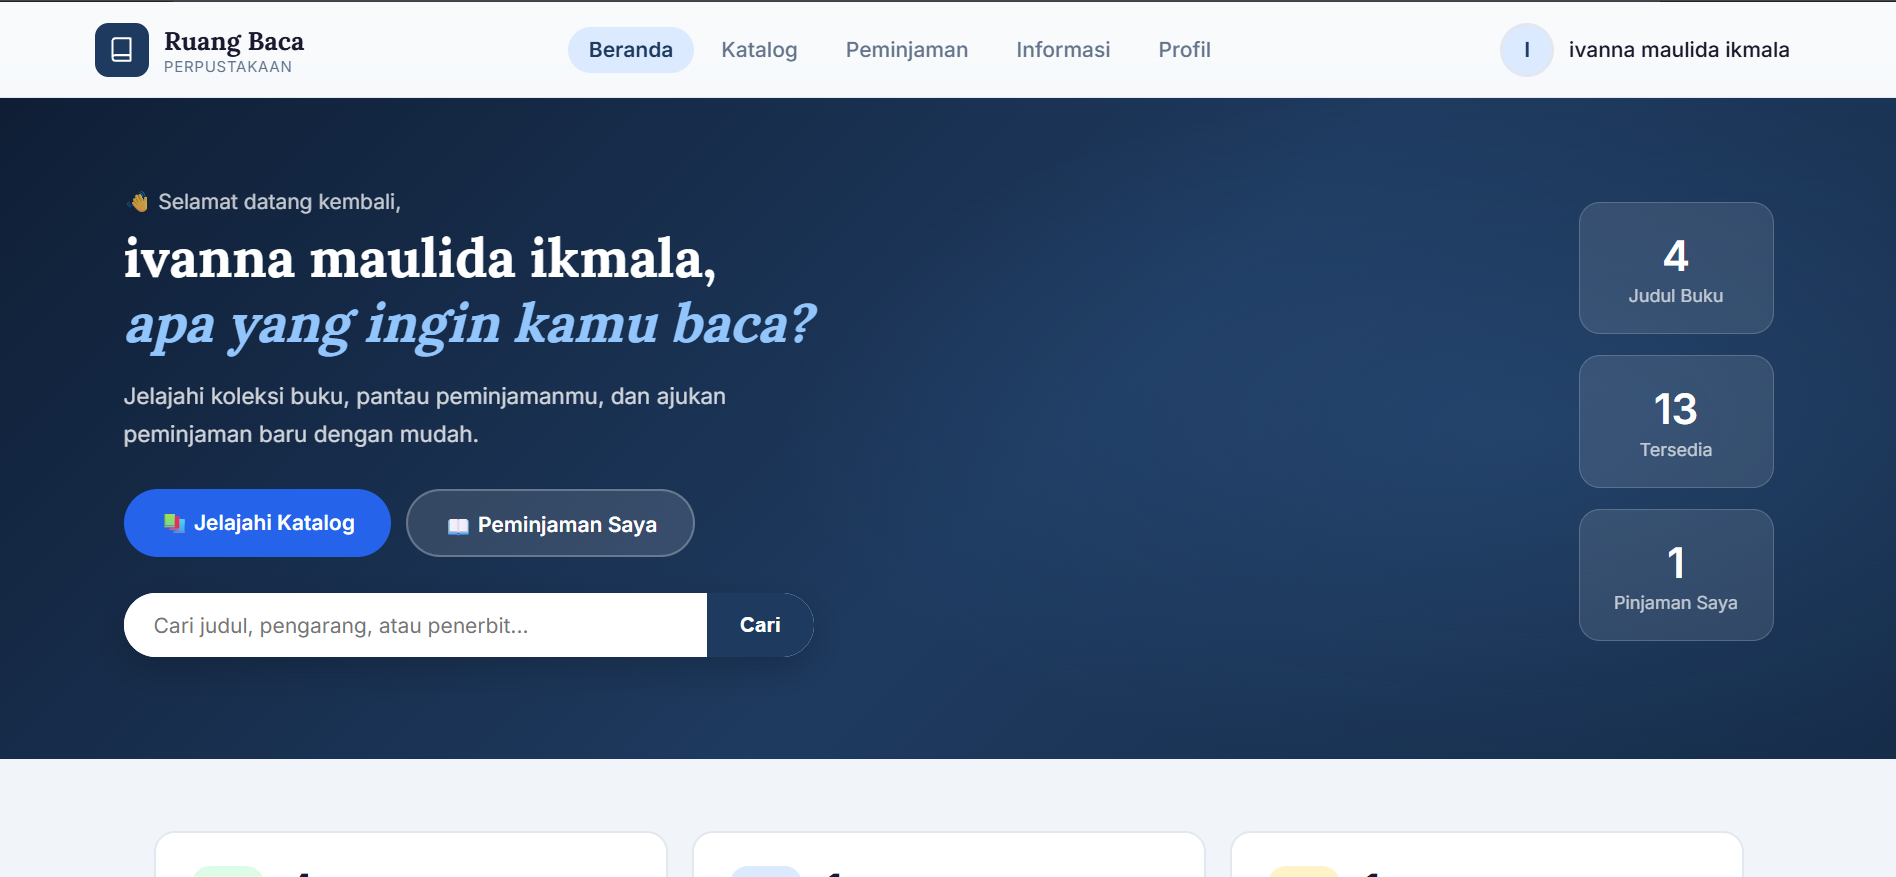 Ruang Baca
PERPUSTAKAAN
Beranda
Katalog
Peminjaman
Informasi
Profil
I
ivanna maulida ikmala
👋 Selamat datang kembali,
ivanna maulida ikmala,
apa yang ingin kamu baca?
Jelajahi koleksi buku, pantau peminjamanmu, dan ajukan
peminjaman baru dengan mudah.
Jelajahi Katalog
Peminjaman Saya
Cari judul, pengarang, atau penerbit...
Cari
4
Judul Buku
13
Tersedia
1
Pinjaman Saya